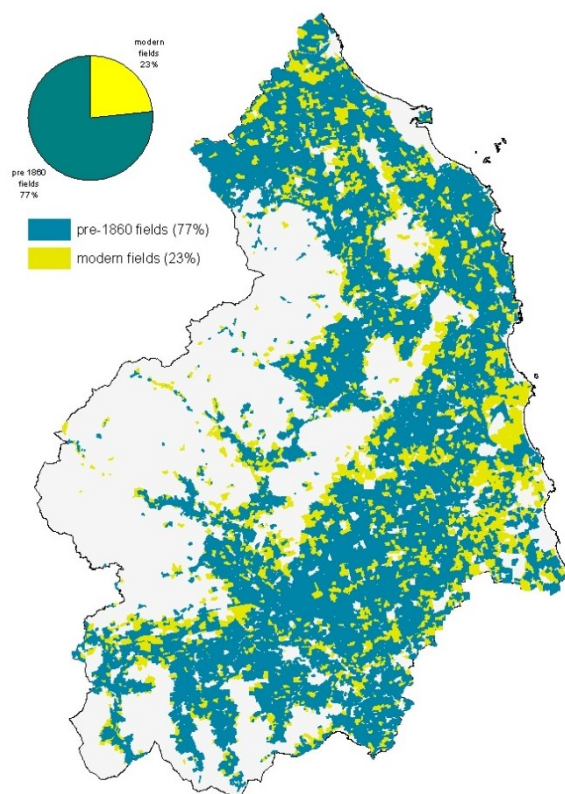 modern
fields
23%
pre 1860
fields
77%
pre-1860 fields (77%)
modern fields (23%)